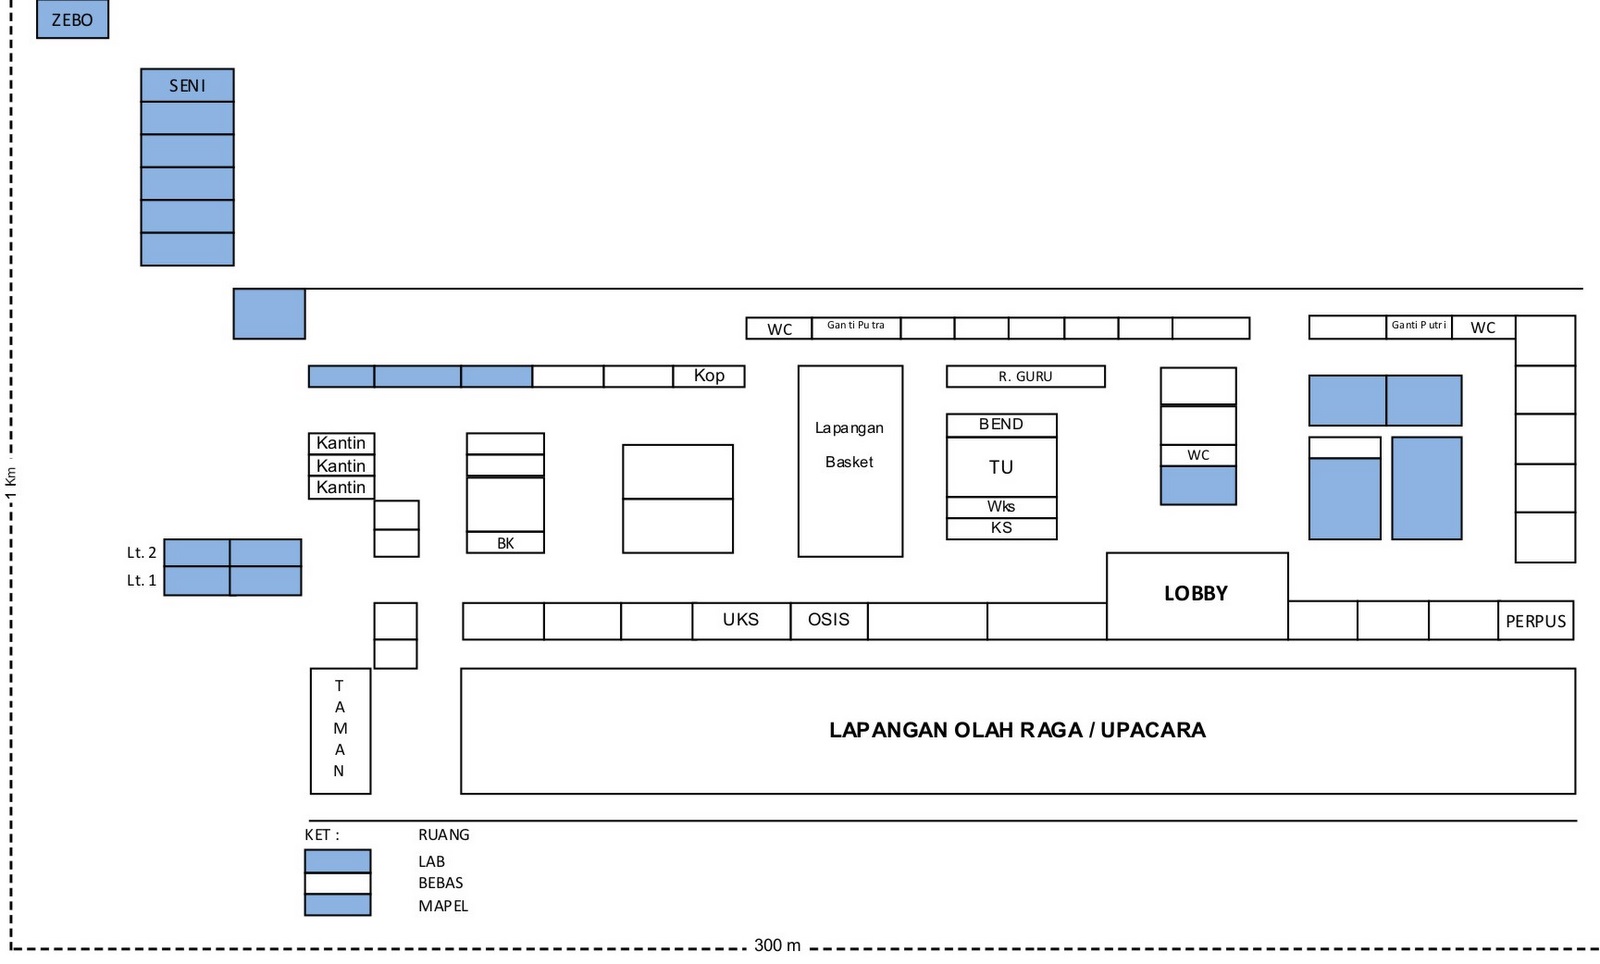 ZEBO
SENI
WC
Ganti Putra
Ganti Putri
WC
Kop
R. GURU
Lapangan
Basket
BEND
TU
Wks
KS
WC
Kantin
Kantin
Kantin
BK
1 Km
Lt. 2
Lt. 1
LOBBY
UKS
OSIS
PERPUS
T
A
M
A
N
LAPANGAN OLAH RAGA / UPACARA
KET :
RUANG
LAB
BEBAS
MAPEL
300 m